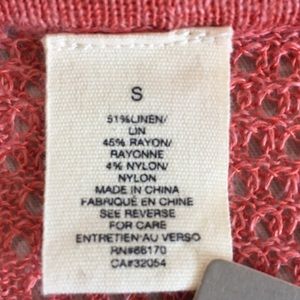 S
51%LINEN/
LIN
45% RAYON/
RAYONNE
4% NYLON/
NYLON
MADE IN CHINA
FABRIQUÉ EN CHINE
SEE REVERSE
FOR CARE
ENTRETIEN AU VERSO
RN#66170
CA#32054